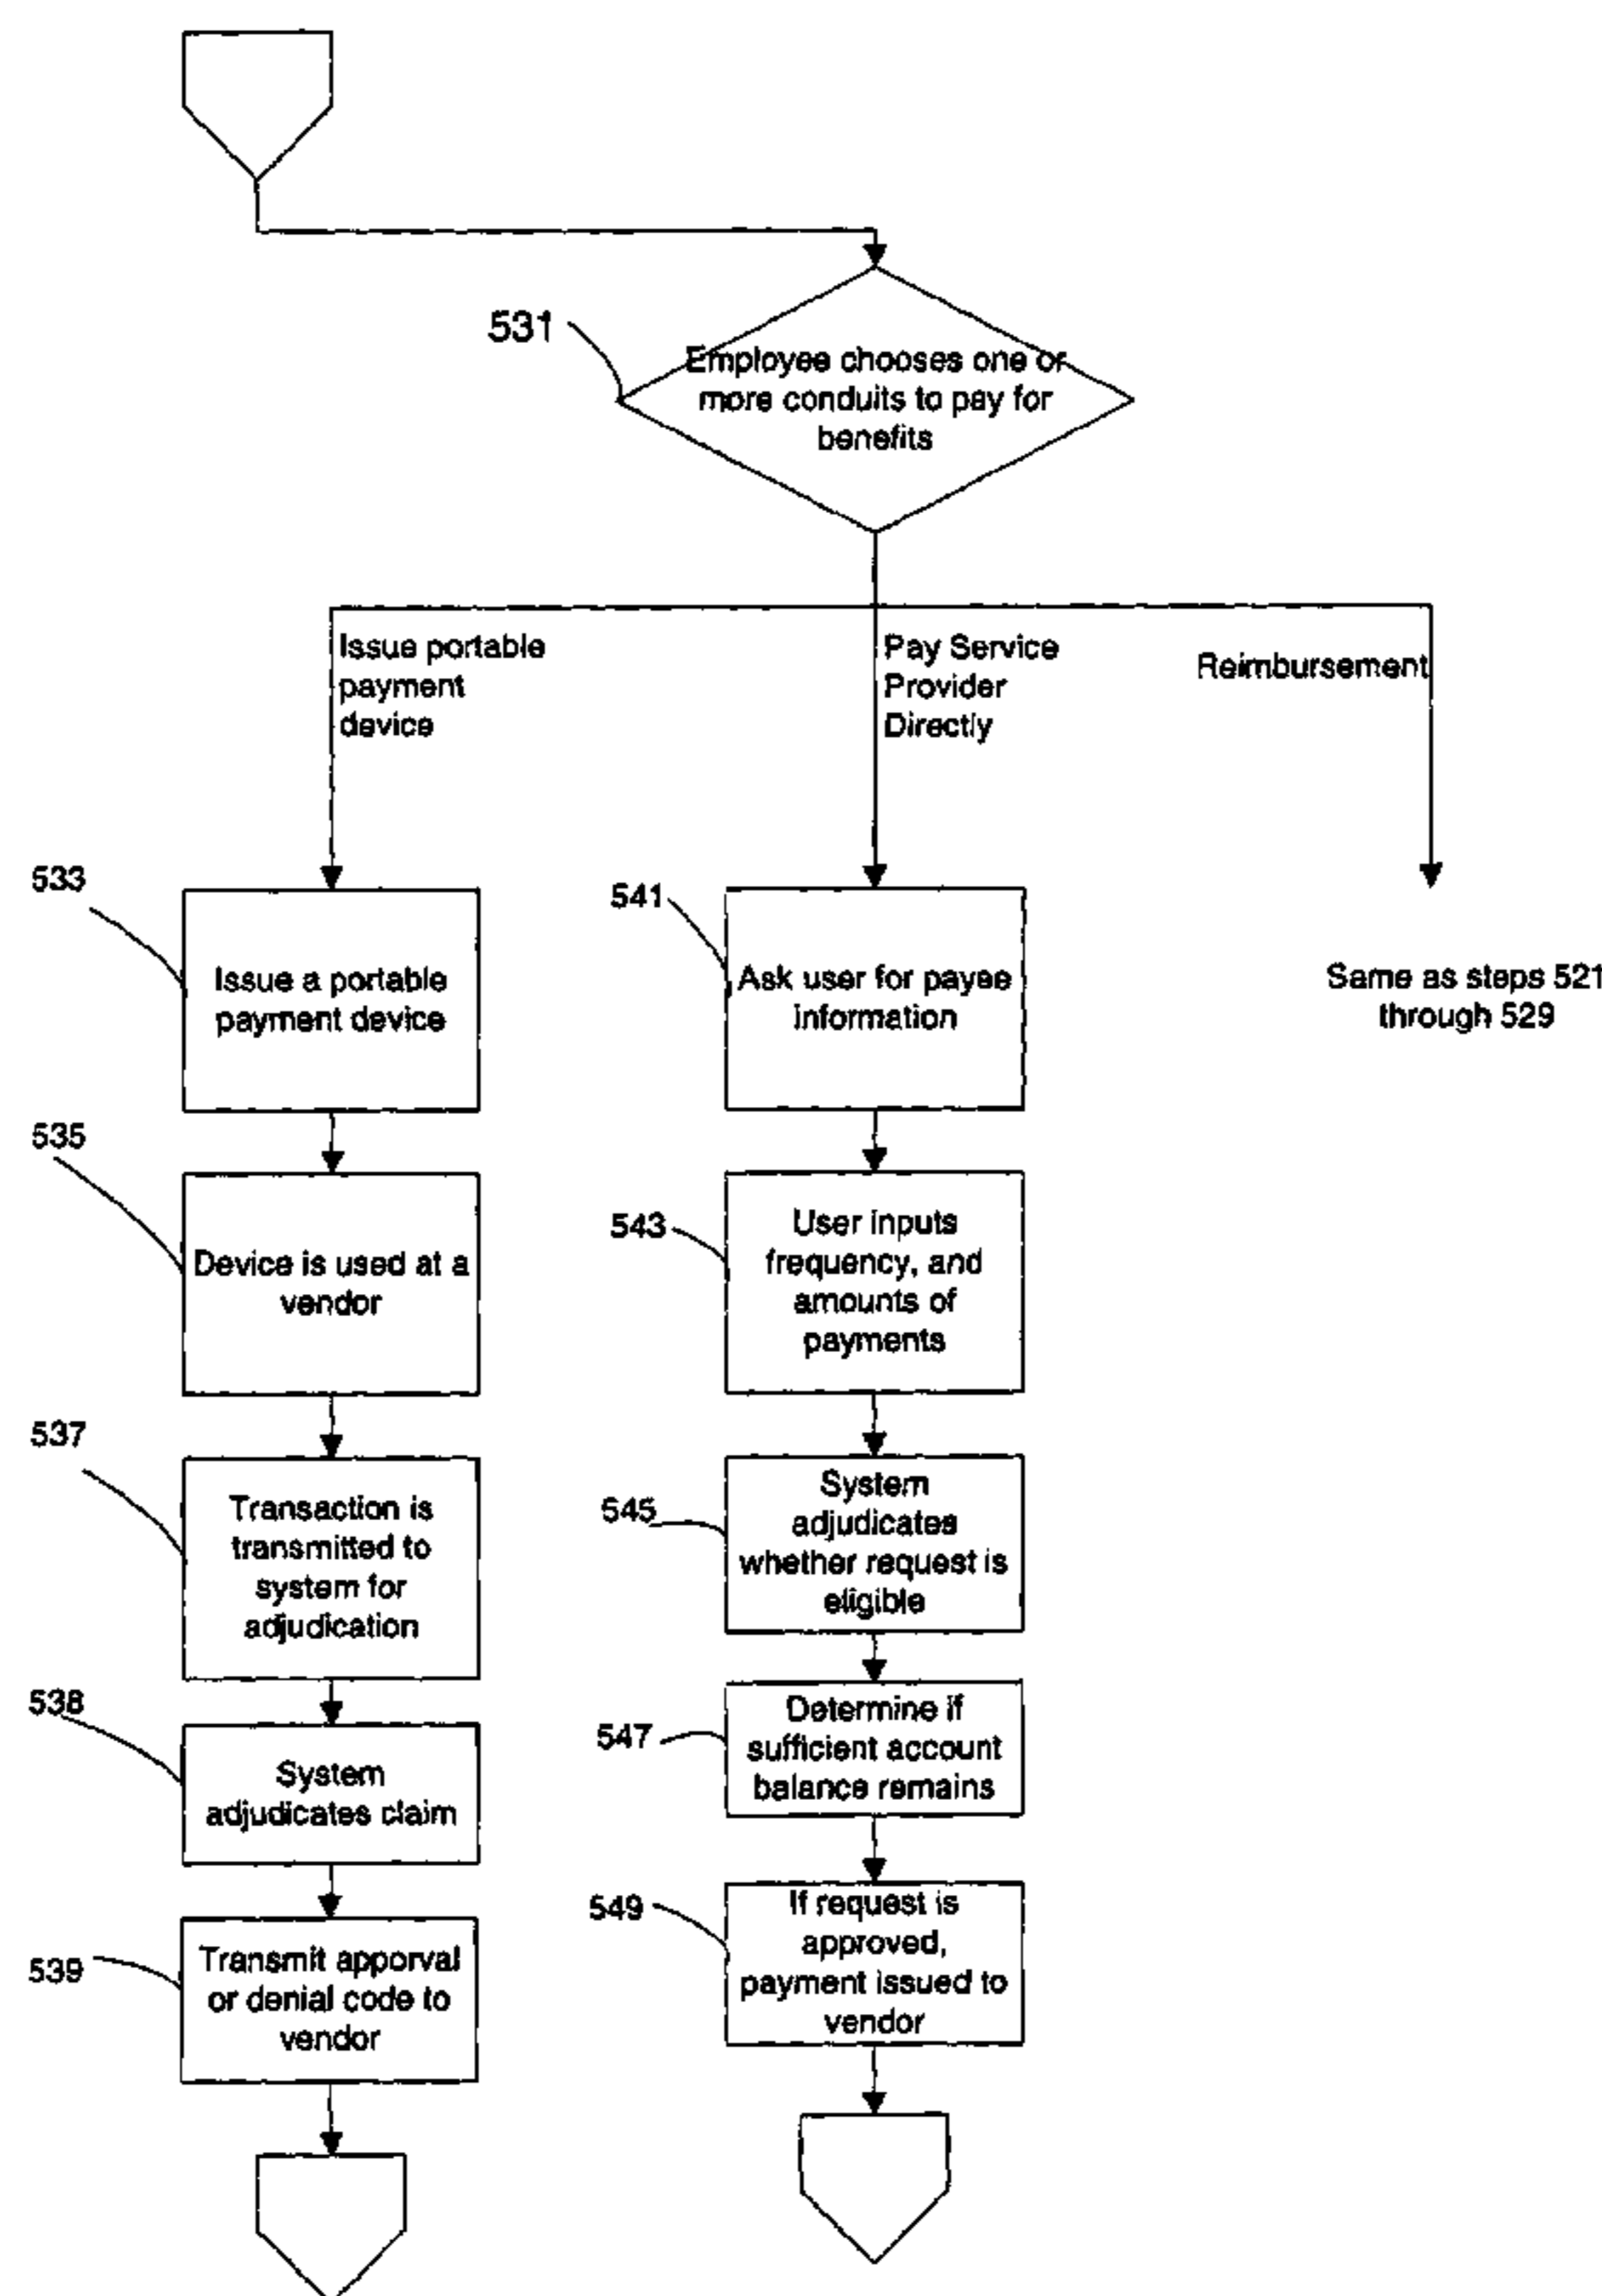 531
Employee chooses one or
more conduits to pay for
benefits
Issue portable
payment
device
Pay Service
Provider
Directly
Reimbursement
533
Issue a portable
payment device
535
Device is used at a
vendor
537
Transaction is
transmitted to
system for
adjudication
538
System
adjudicates claim
539
Transmit apporval
or denial code to
vendor
541
Ask user for payee
information
543
User inputs
frequency, and
amounts of
payments
545
System
adjudicates
whether request is
eligible
547
Determine if
sufficient account
balance remains
549
If request is
approved,
payment issued to
vendor
Same as steps 521
through 529